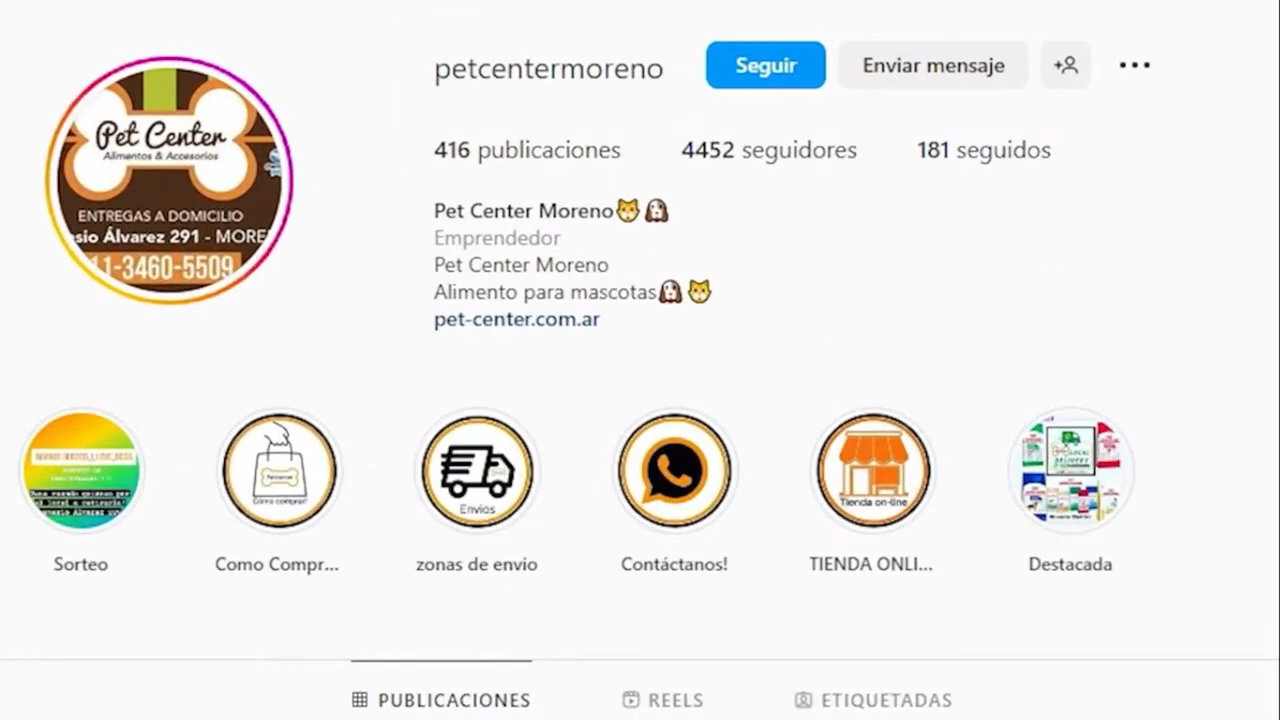 petcentermoreno
Seguir
Enviar mensaje
416 publicaciones
4452 seguidores
181 seguidos
Pet Center
Alimentos & Accesorios
ENTREGAS A DOMICILIO
Álvarez 291 - MORE
11-3460-5509
Pet Center Moreno🐱🐶
Emprendedor
Pet Center Moreno
Alimento para mascotas🐶🐱
pet-center.com.ar
Como comprar?
Envios
Tienda on-line
Sorteo
Como Compr...
zonas de envio
Contáctanos!
TIENDA ONLI...
Destacada
PUBLICACIONES
REELS
ETIQUETADAS